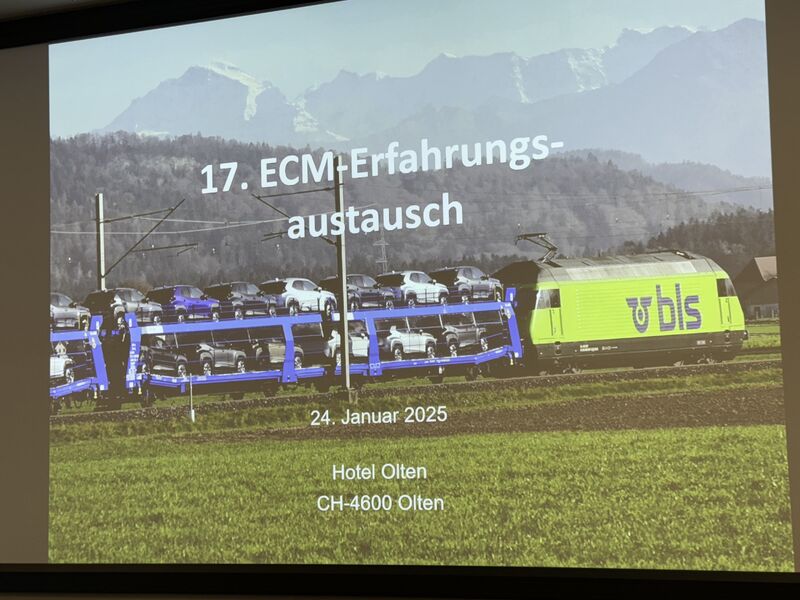 17. ECM-Erfahrungs-
austausch
bls
24. Januar 2025
Hotel Olten
CH-4600 Olten